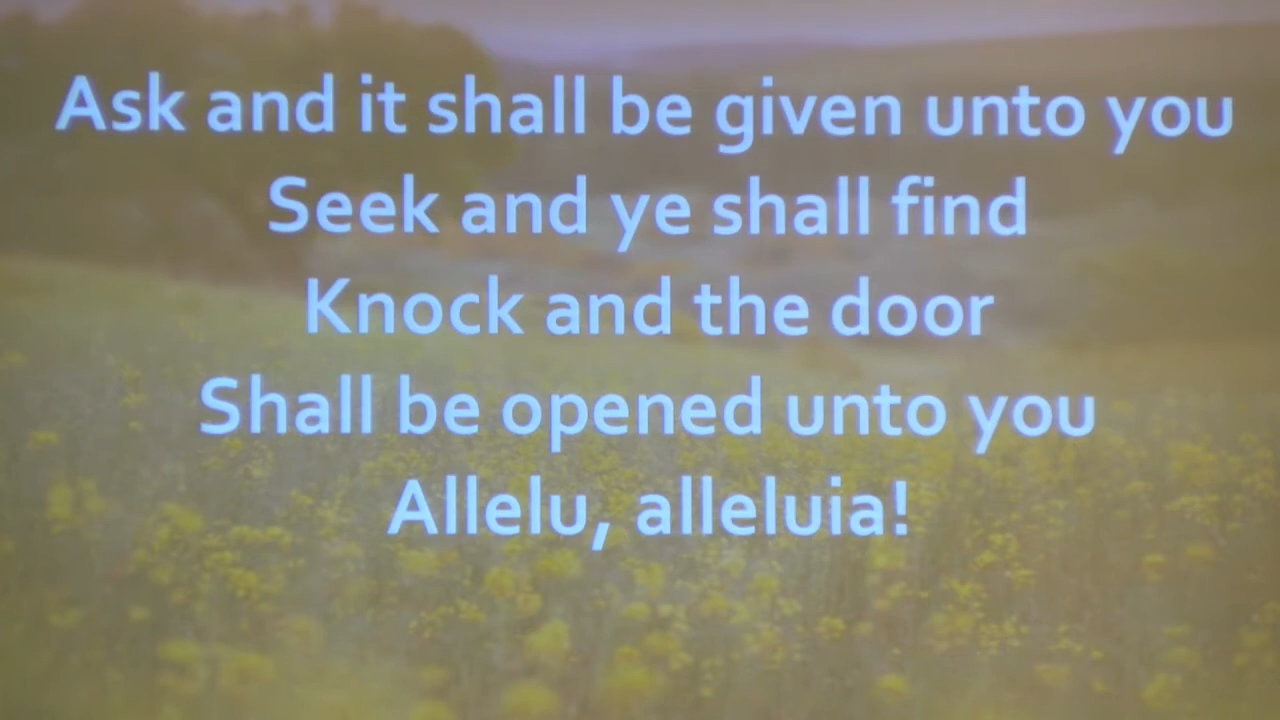 Ask and it shall be given unto you
Seek and ye shall find
Knock and the door
Shall be opened unto you
Allelu, alleluia!